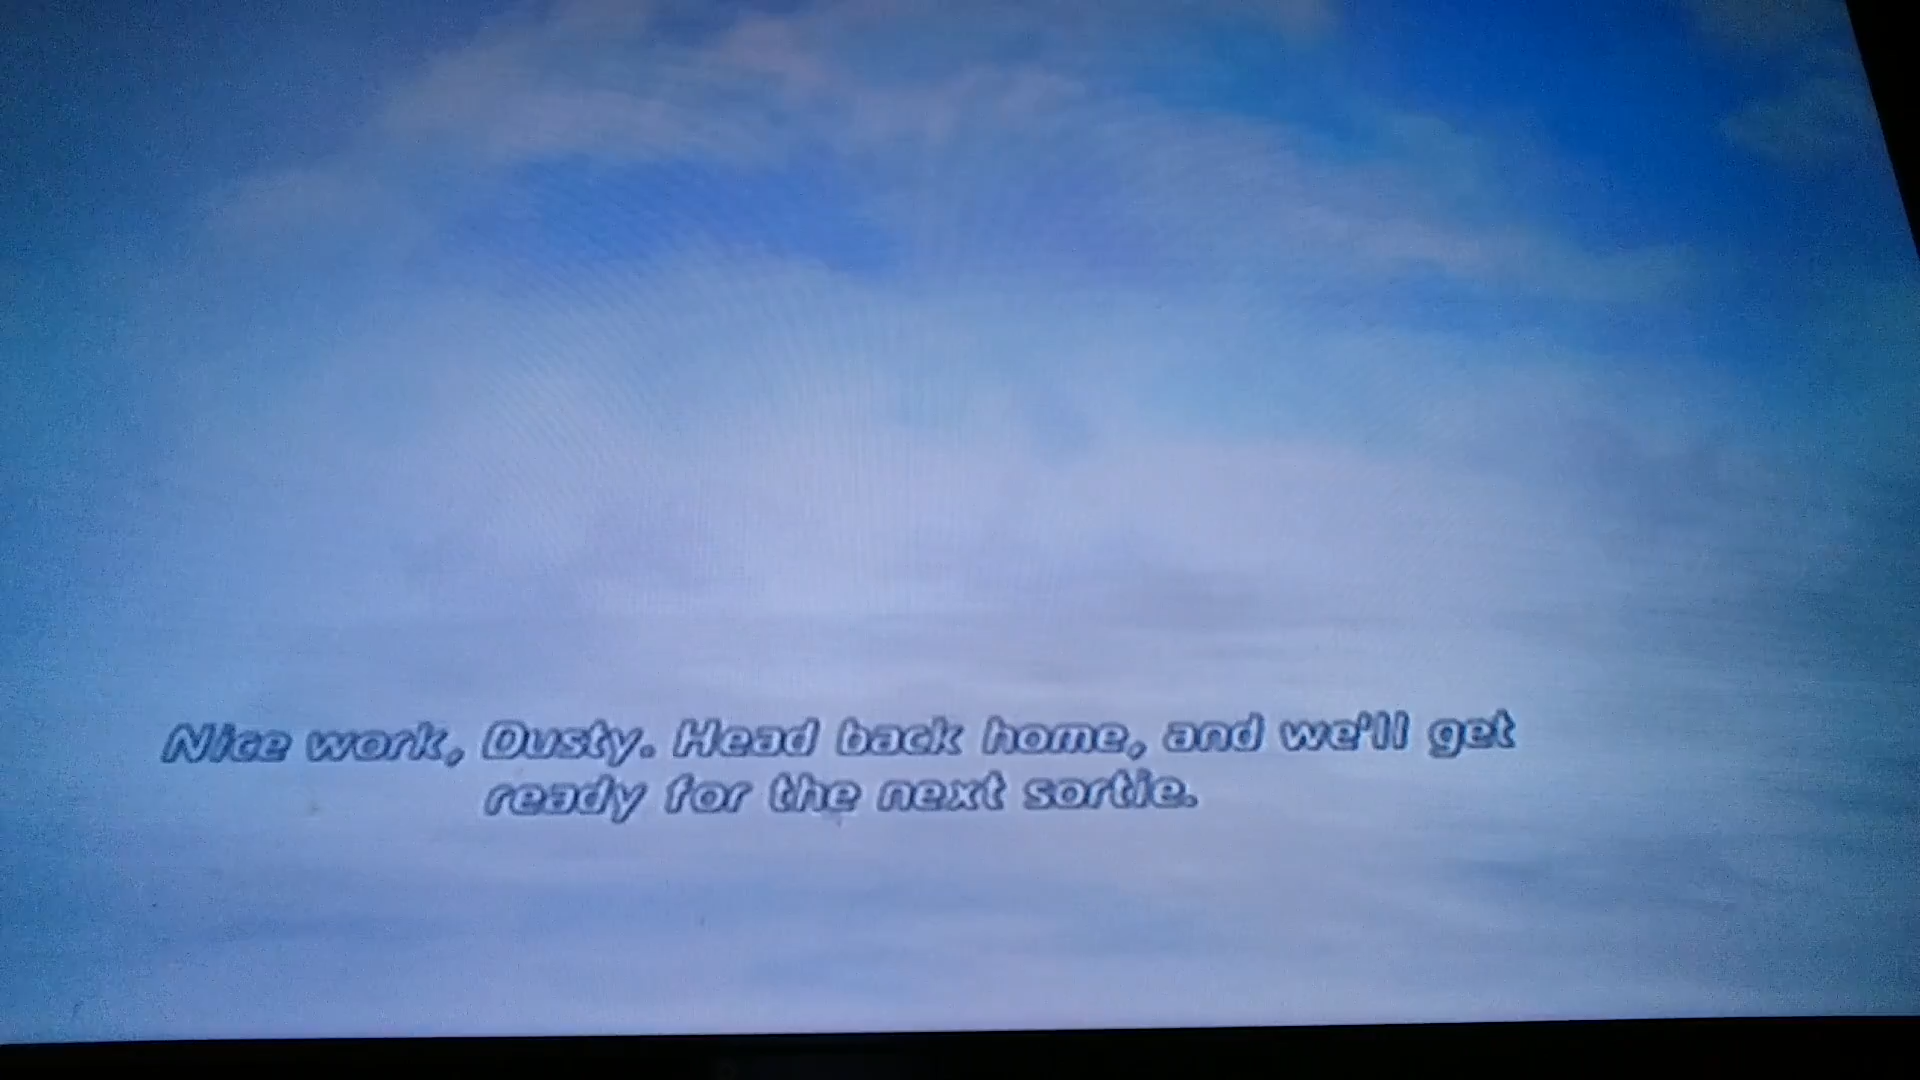 Nice work, Dusty. Head back home, and we'll get
ready for the next sortie.